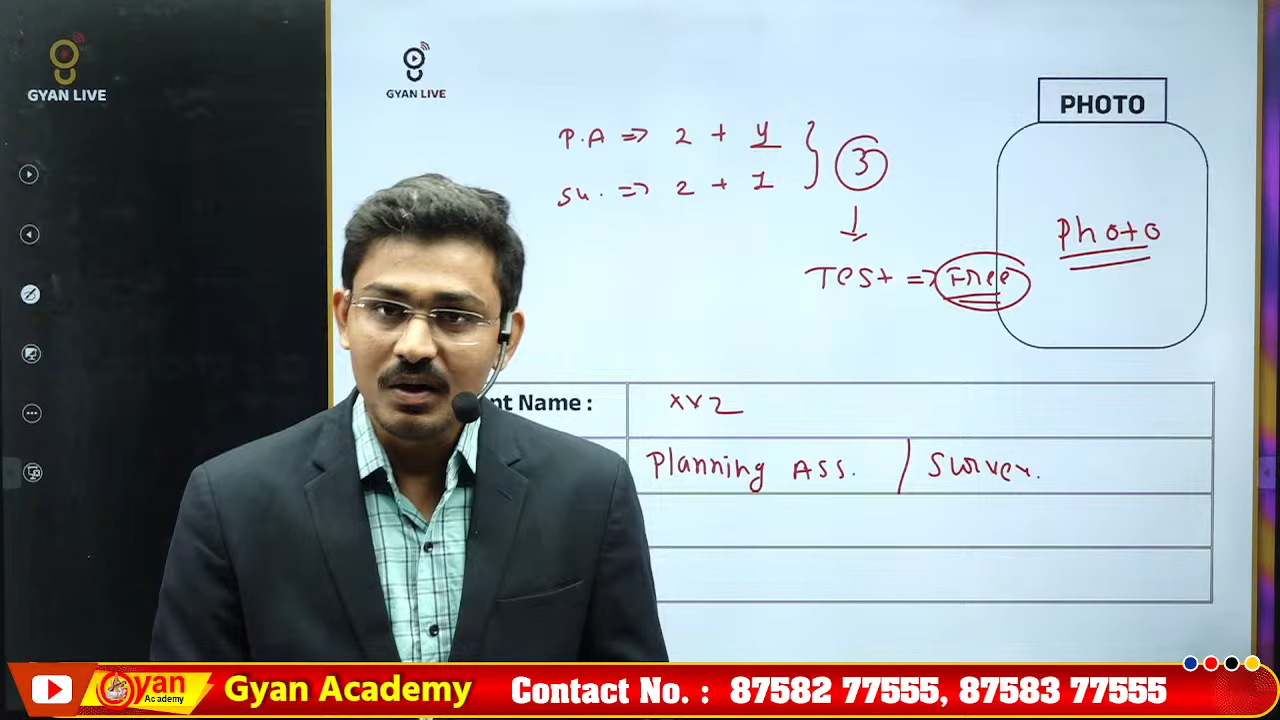 GYAN LIVE
GYAN LIVE
PHOTO
P.A => 2 + y } 3
Su. => 2 + 1
Photo
Test => Free
nt Name :
xyz
Planning Ass. / Surver.
Gyan Academy
Gyan Academy
Contact No. : 87582 77555, 87583 77555